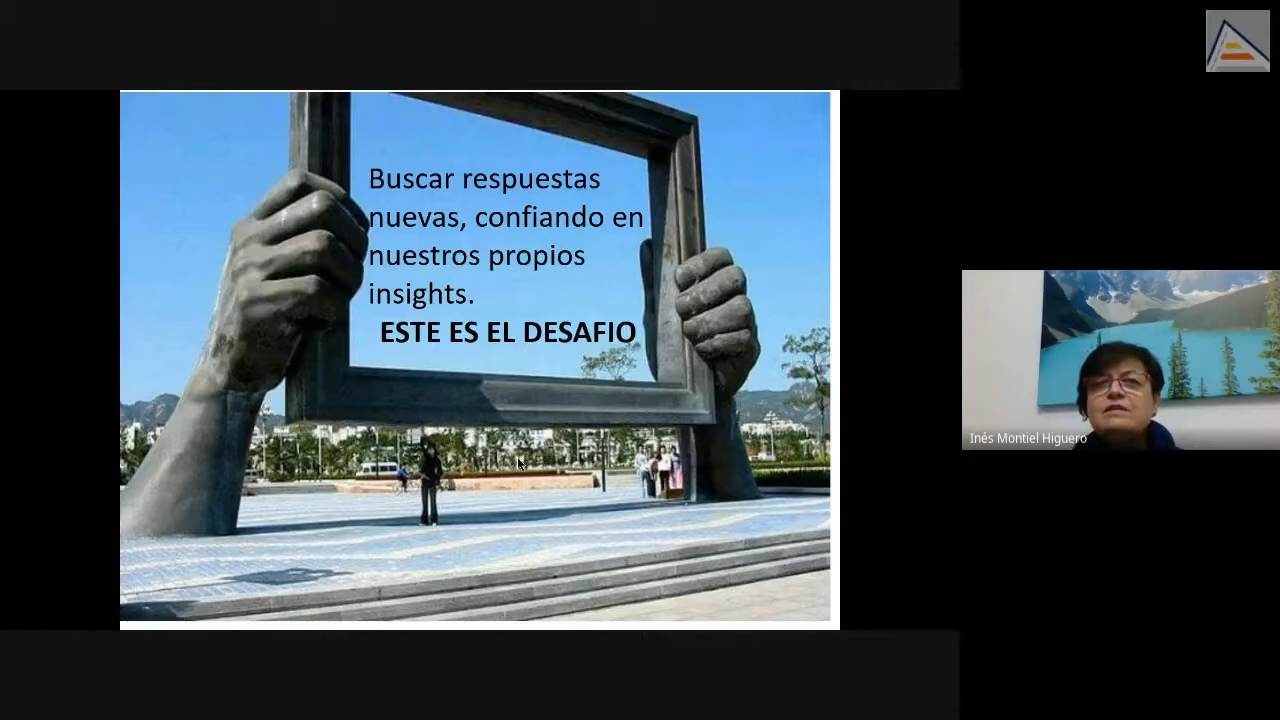 Buscar respuestas
nuevas, confiando en
nuestros propios
insights.
ESTE ES EL DESAFIO
Inés Montiel Higuero